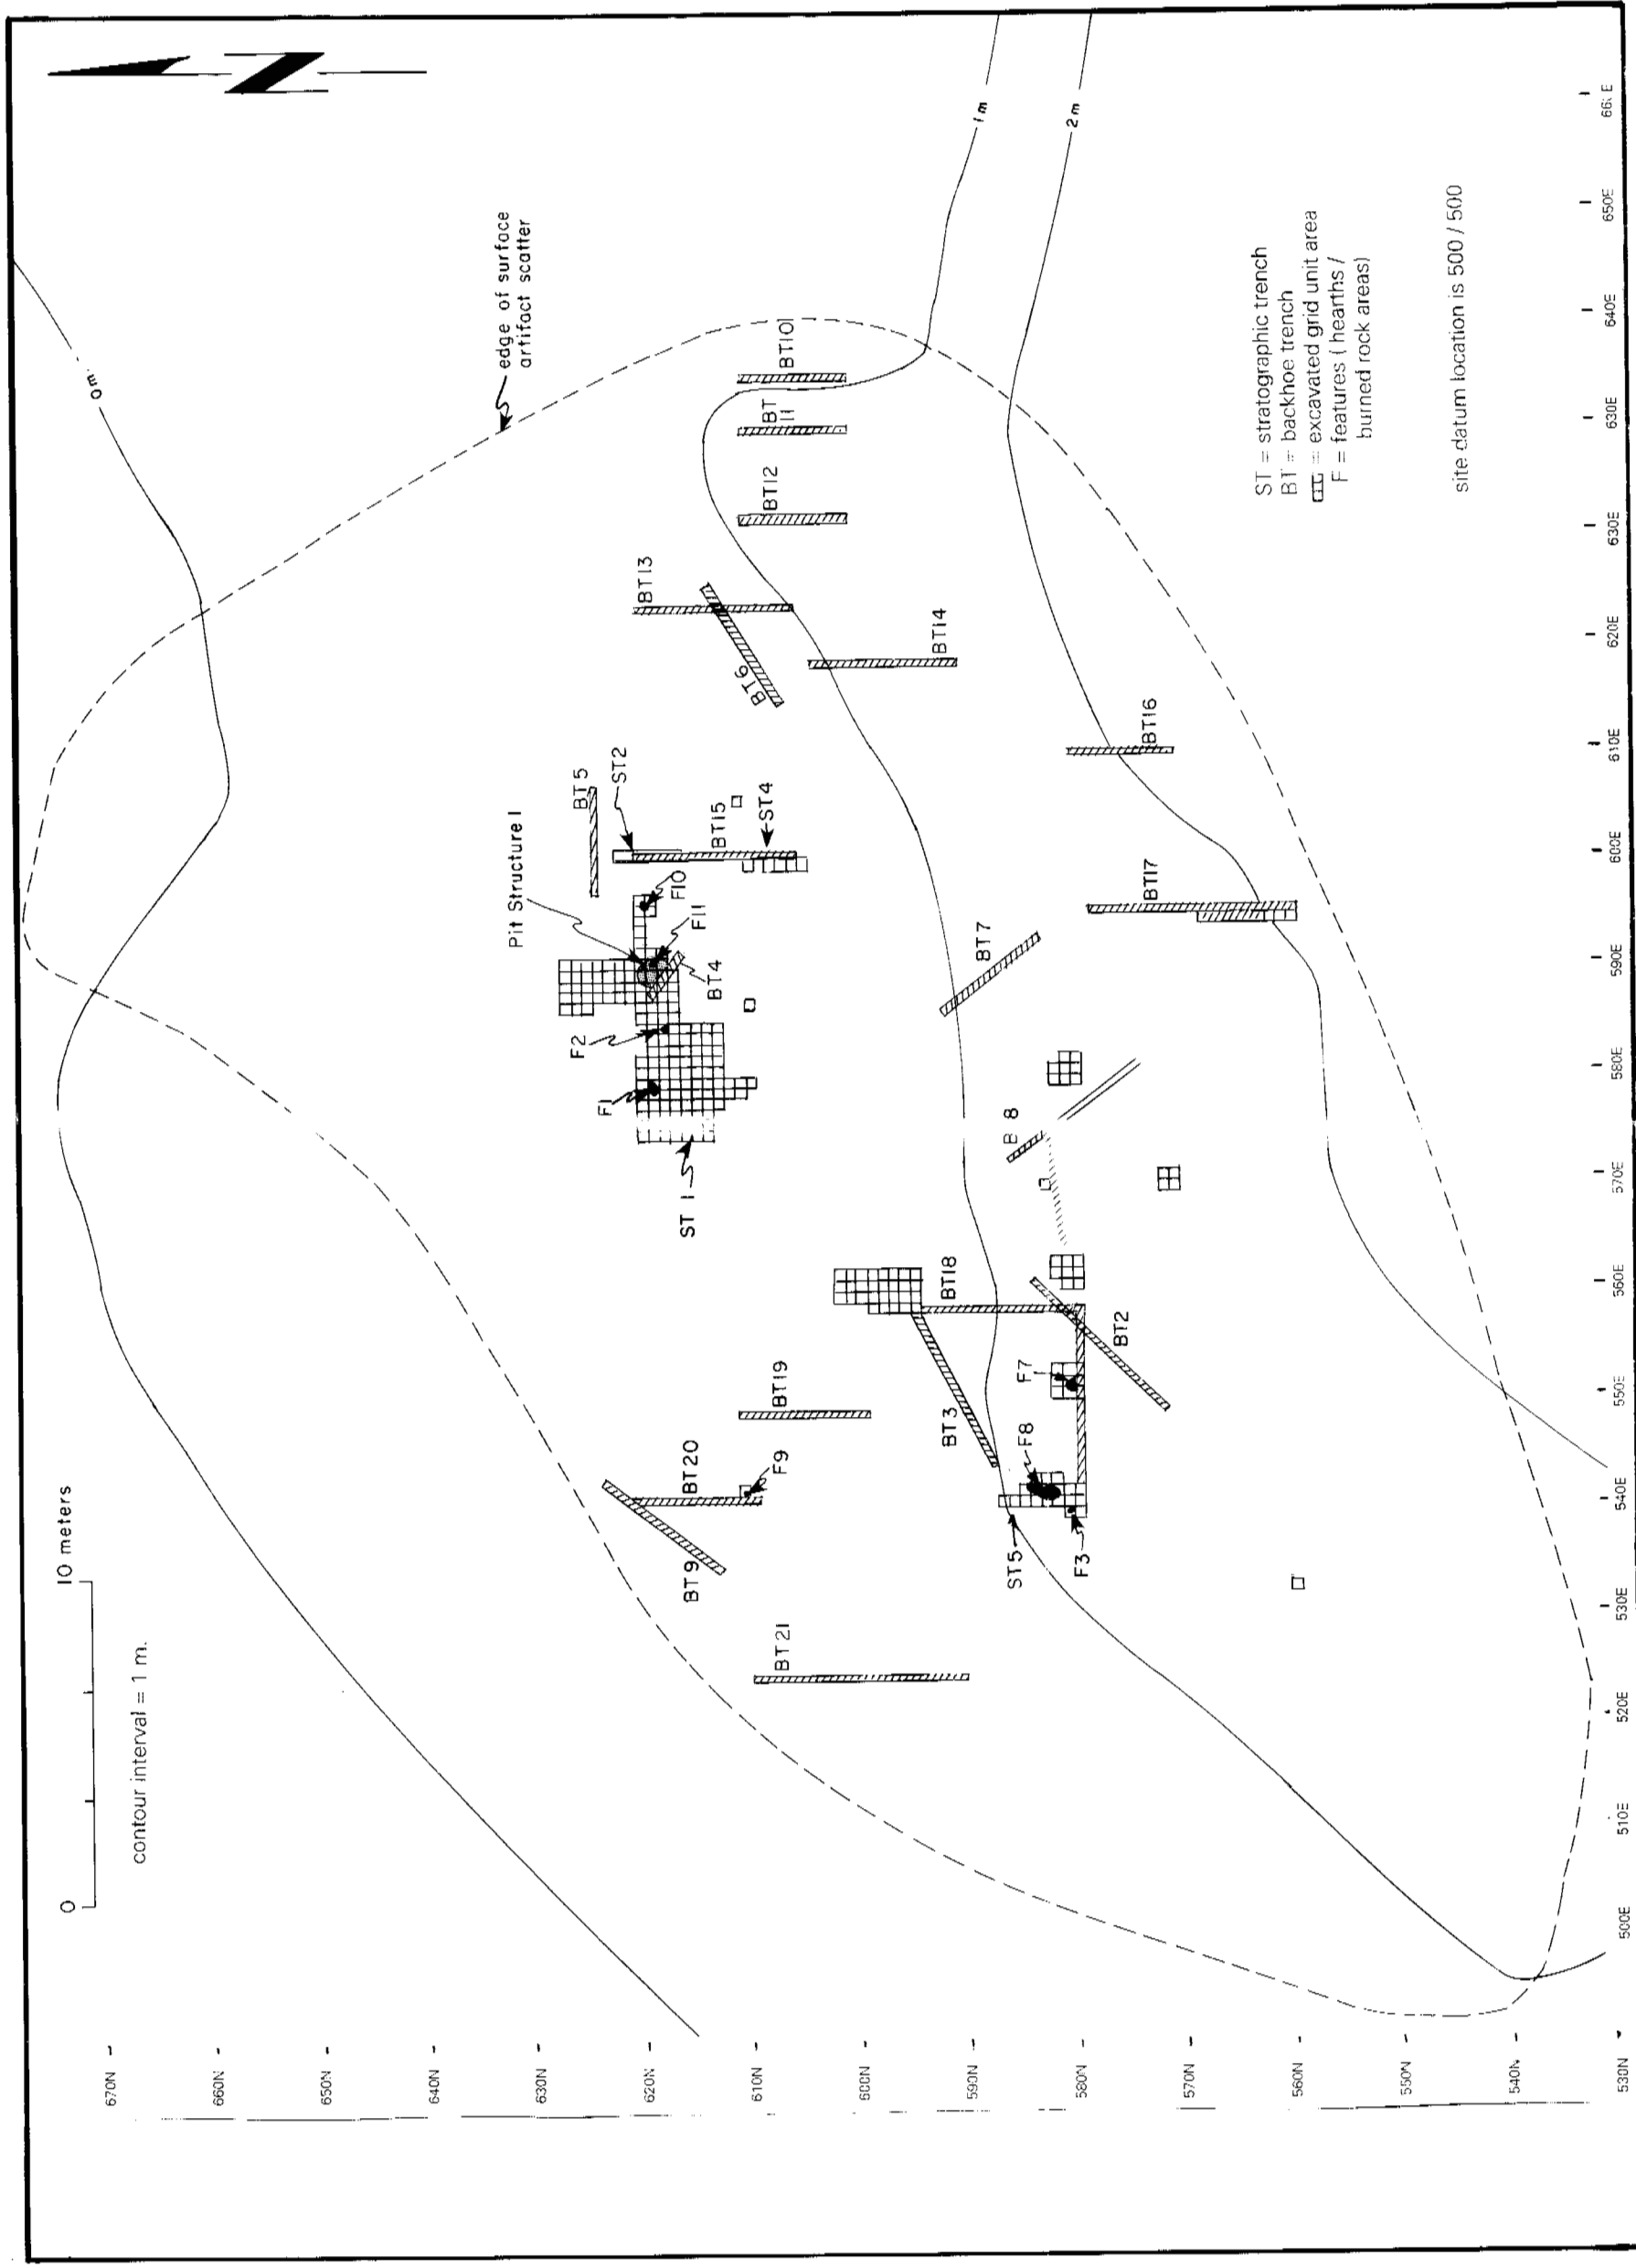 N
0 10 meters
contour interval = 1 m.
0 m.
edge of surface
artifact scatter
1 m
2 m
Pit Structure 1
BT5
ST2
BT15
ST4
F10
F11
BT4
F2
F1
ST 1
BT13
BT6
BT12
BT
11
BT10
BT14
BT16
BT17
BT7
B 8
BT18
BT3
BT2
F7
F8
F3
ST5
BT19
BT20
F9
BT9
BT21
ST = stratographic trench
BT = backhoe trench
= excavated grid unit area
F = features ( hearths /
burned rock areas)
site datum location is 500 / 500
670N
660N
650N
640N
630N
620N
610N
600N
590N
580N
570N
560N
550N
540N
530N
500E
510E
520E
530E
540E
550E
560E
570E
580E
590E
600E
610E
620E
630E
630E
640E
650E